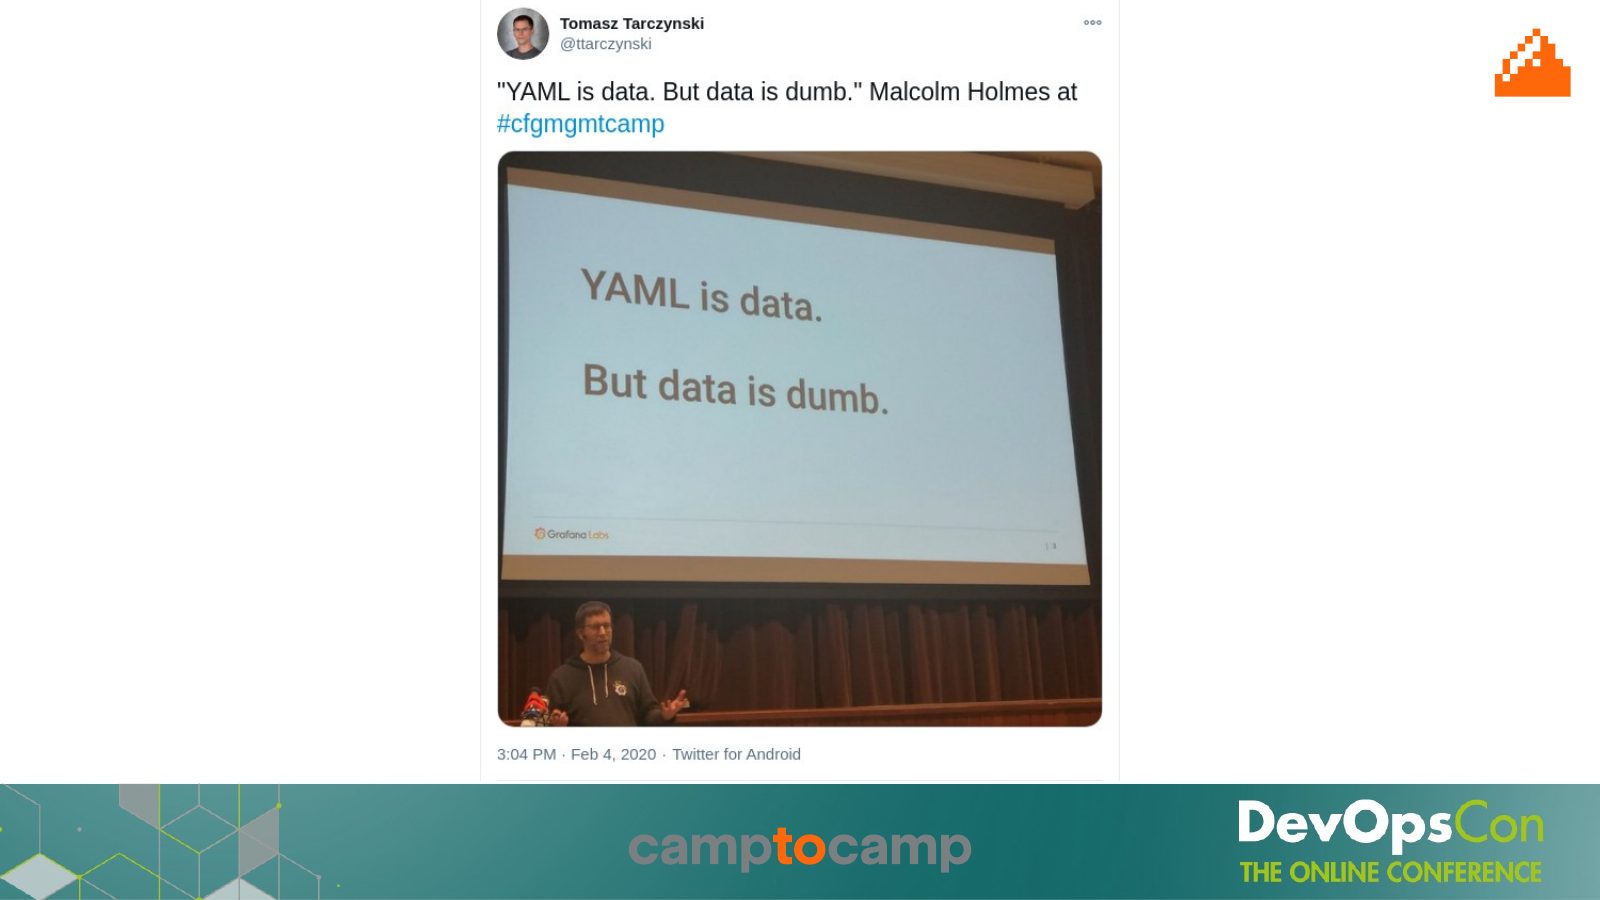 Tomasz Tarczynski
@ttarczynski
"YAML is data. But data is dumb." Malcolm Holmes at
#cfgmgmtcamp
YAML is data.
But data is dumb.
Grafana Labs
3:04 PM · Feb 4, 2020 · Twitter for Android
camptocamp
DevOpsCon
THE ONLINE CONFERENCE